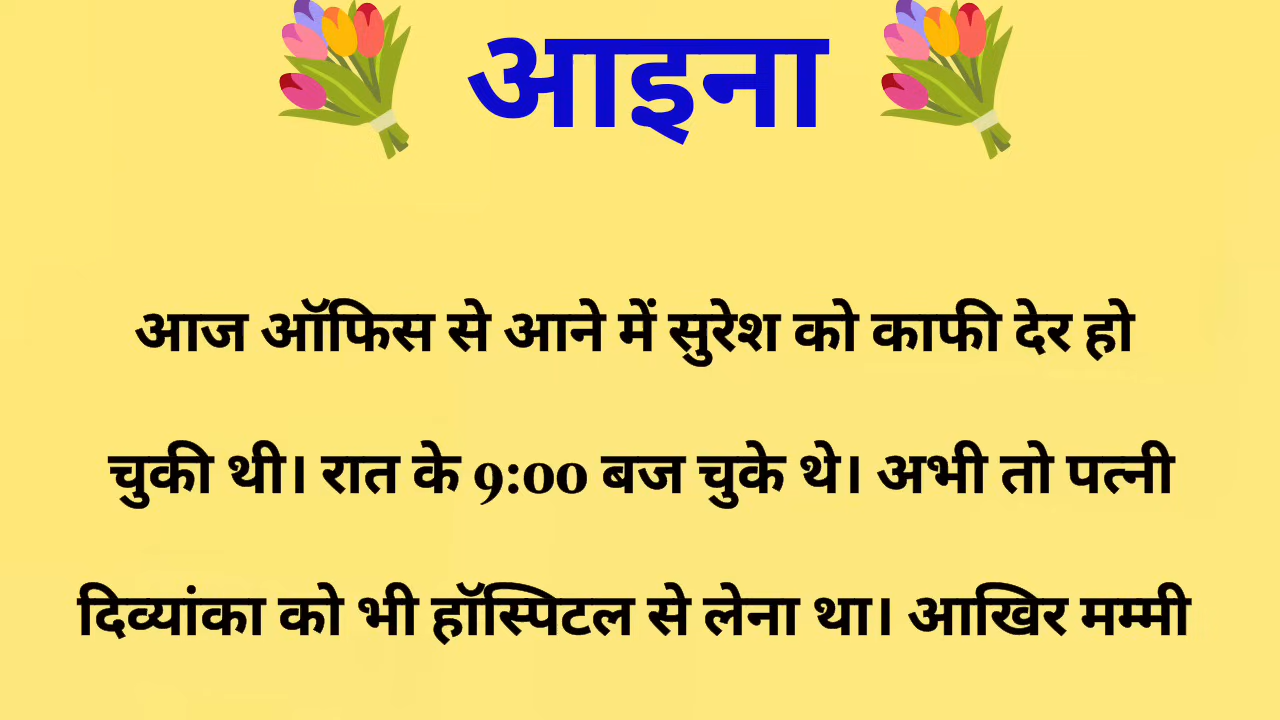 आइना
आज ऑफिस से आने में सुरेश को काफी देर हो
चुकी थी। रात के 9:00 बज चुके थे। अभी तो पत्नी
दिव्यांका को भी हॉस्पिटल से लेना था। आखिर मम्मी